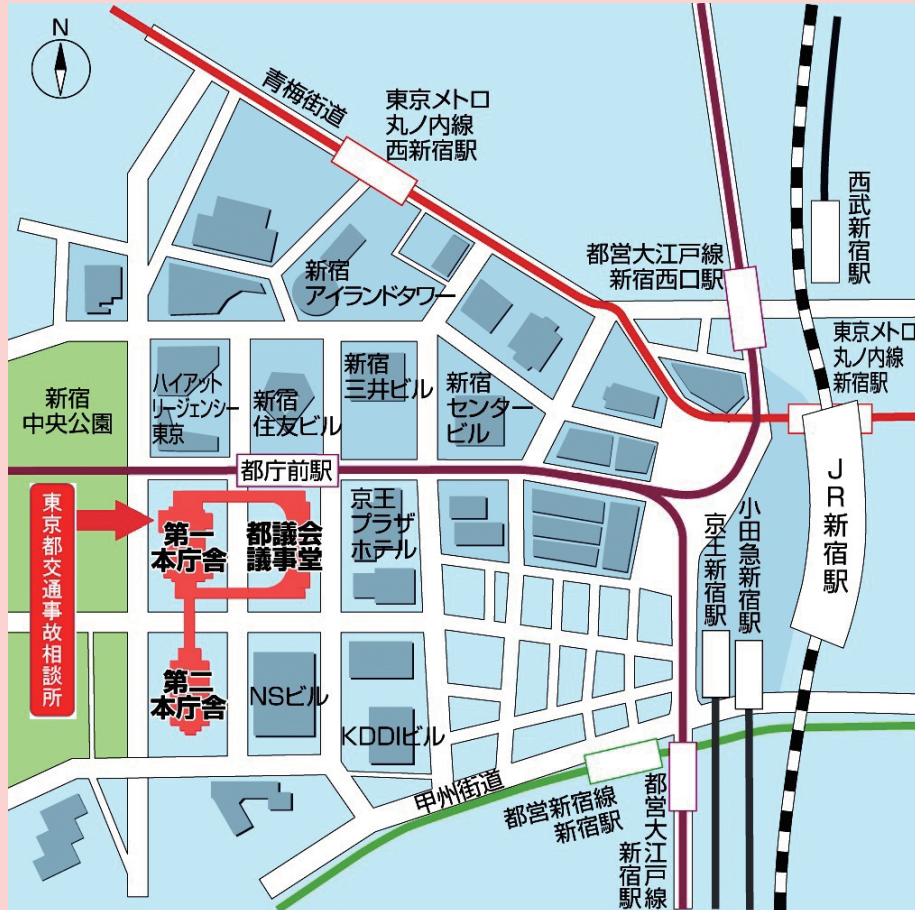 N
青梅街道
東京メトロ
丸ノ内線
西新宿駅
西武新宿駅
都営大江戸線
新宿西口駅
新宿
アイランドタワー
東京メトロ
丸ノ内線
新宿駅
新宿
中央公園
ハイアット
リージェンシー
東京
新宿
住友ビル
新宿
三井ビル
新宿
センター
ビル
都庁前駅
JR新宿駅
東京都交通事故相談所
第一
本庁舎
都議会
議事堂
京王
プラザ
ホテル
京王新宿駅
小田急新宿駅
第二
本庁舎
NSビル
KDDIビル
甲州街道
都営新宿線
新宿駅
都営大江戸線
新宿駅